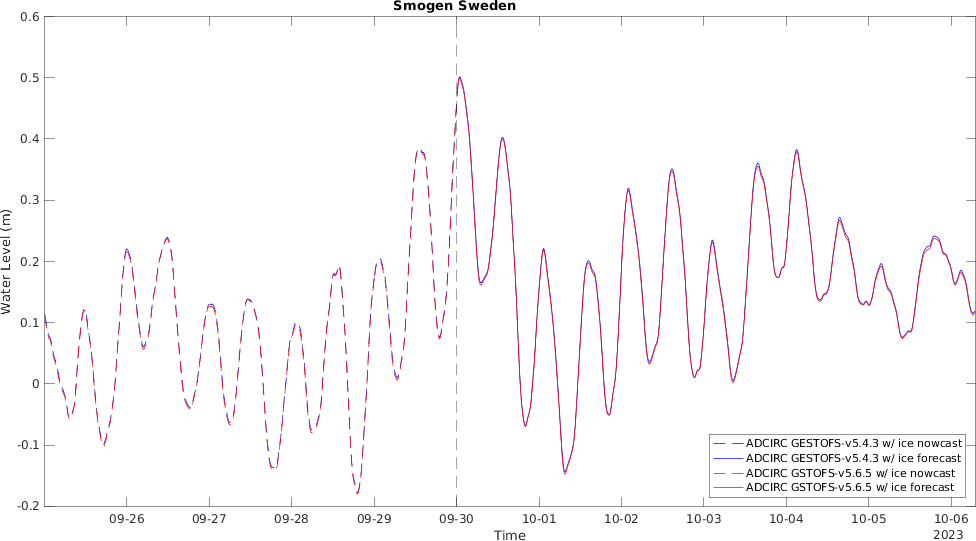 Smogen Sweden
0.6
0.5
0.4
0.3
0.2
0.1
0
-0.1
-0.2
Water Level (m)
ADCIRC GESTOFS-v5.4.3 w/ ice nowcast
ADCIRC GESTOFS-v5.4.3 w/ ice forecast
ADCIRC GSTOFS-v5.6.5 w/ ice nowcast
ADCIRC GSTOFS-v5.6.5 w/ ice forecast
09-26 09-27 09-28 09-29 09-30 10-01 10-02 10-03 10-04 10-05 10-06
Time 2023